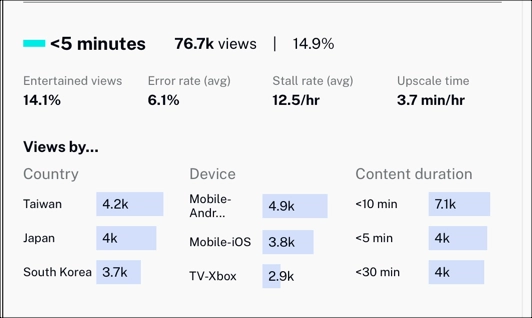 <5 minutes 76.7k views | 14.9%
Entertained views Error rate (avg) Stall rate (avg) Upscale time
14.1% 6.1% 12.5/hr 3.7 min/hr
Views by...
Country Device Content duration
Taiwan 4.2k
Japan 4k
South Korea 3.7k
Mobile-
Andr... 4.9k
Mobile-iOS 3.8k
TV-Xbox 2.9k
<10 min 7.1k
<5 min 4k
<30 min 4k